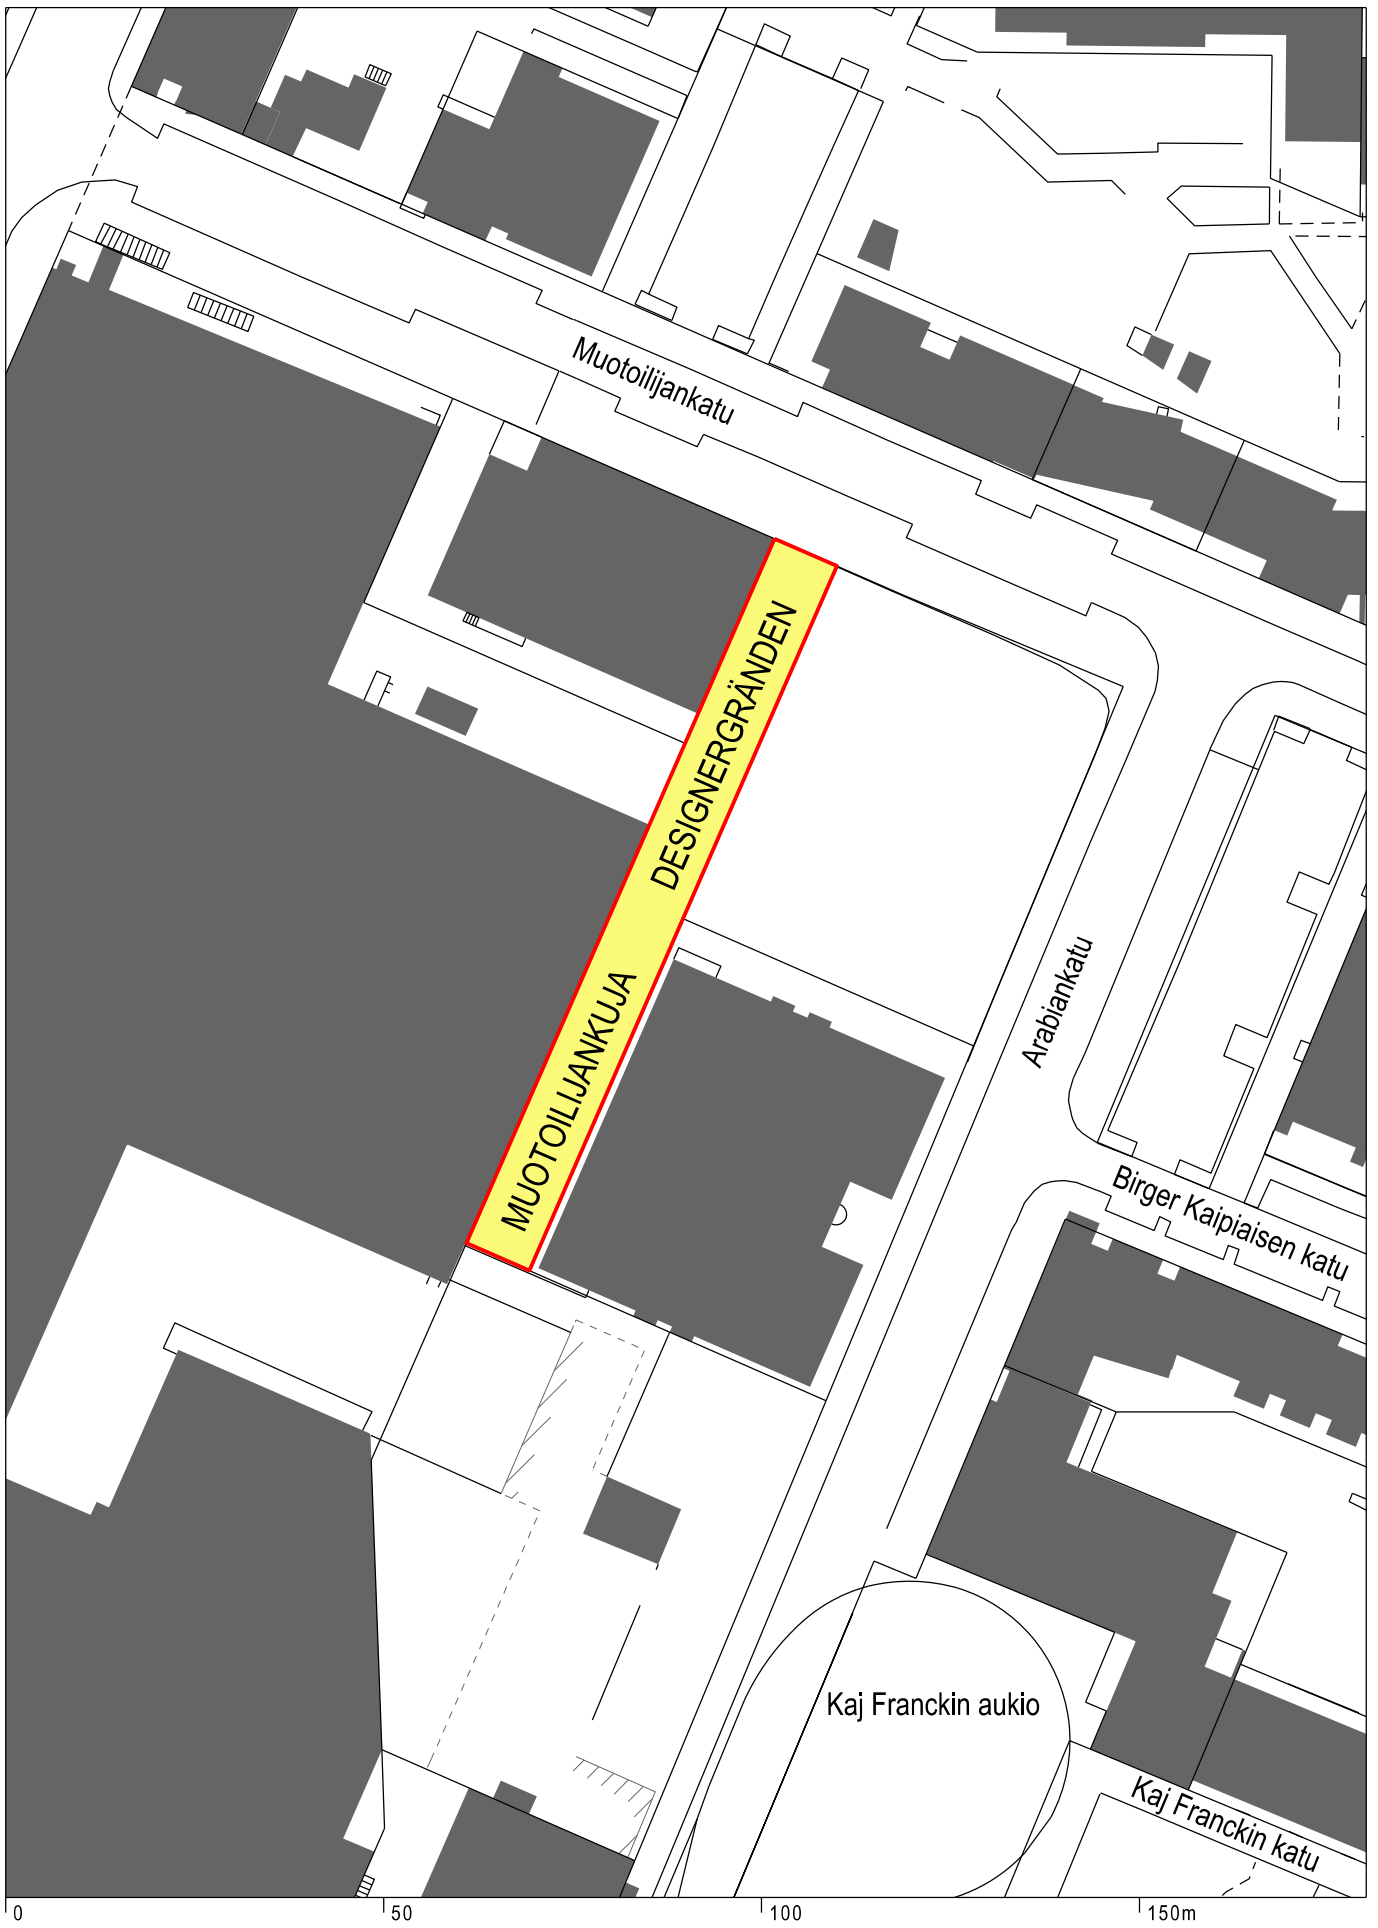 Muotoilijankatu
DESIGNERGRÄNDEN
MUOTOILIJANKUJA
Arabiankatu
Birger Kaipiaisen katu
Kaj Franckin aukio
Kaj Franckin katu
0 50 100 150m